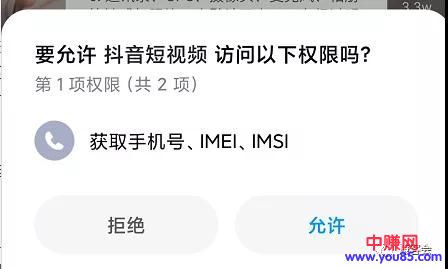 3.3w
要允许 抖音短视频 访问以下权限吗?
第 1 项权限 (共 2 项)
获取手机号、IMEI、IMSI
拒绝
允许
中赚网
www.you85.com